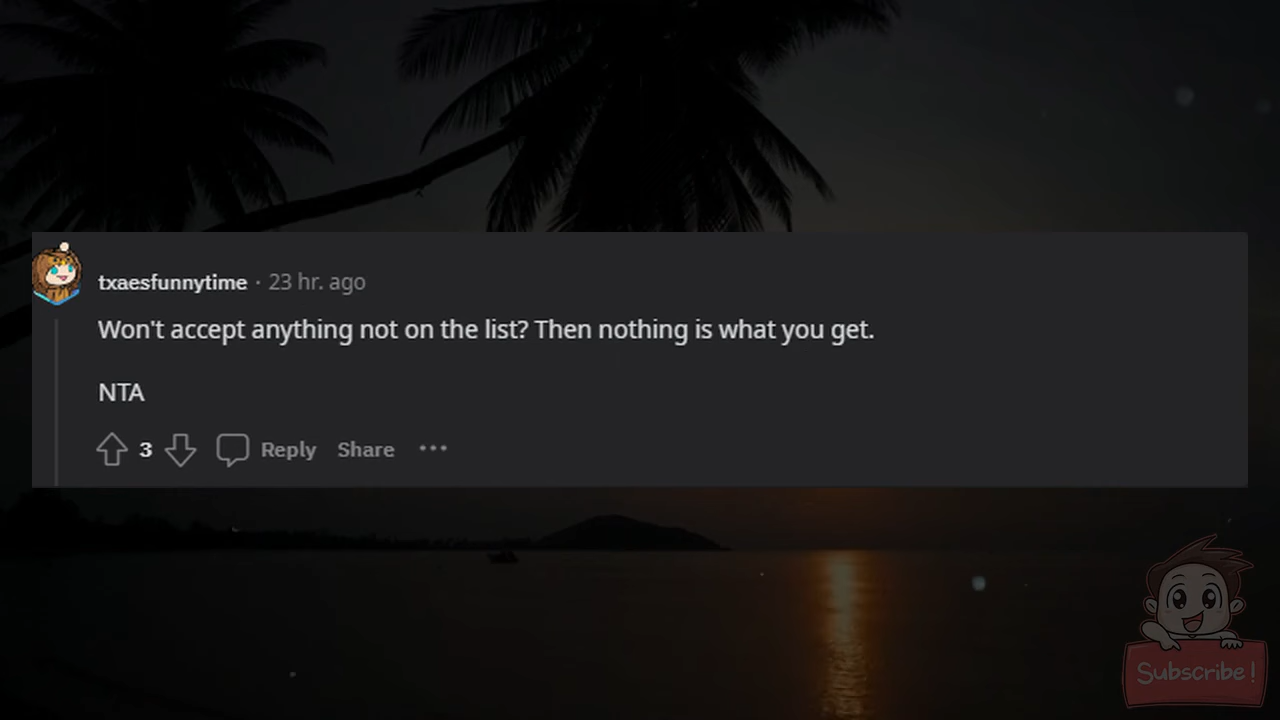 txaesfunnytime · 23 hr. ago
Won't accept anything not on the list? Then nothing is what you get.
NTA
3 Reply Share ···
Subscribe!